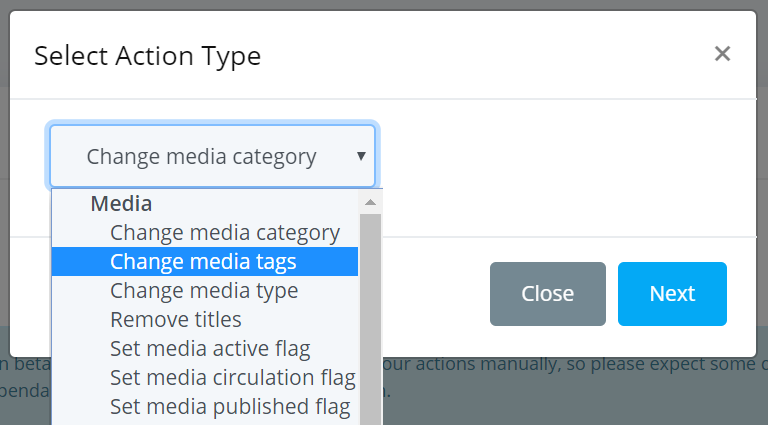 Select Action Type
×
Change media category
Media
Change media category
Change media tags
Change media type
Remove titles
Set media active flag
Set media circulation flag
Set media published flag
Close
Next
n beta our actions manually, so please expect some
penda